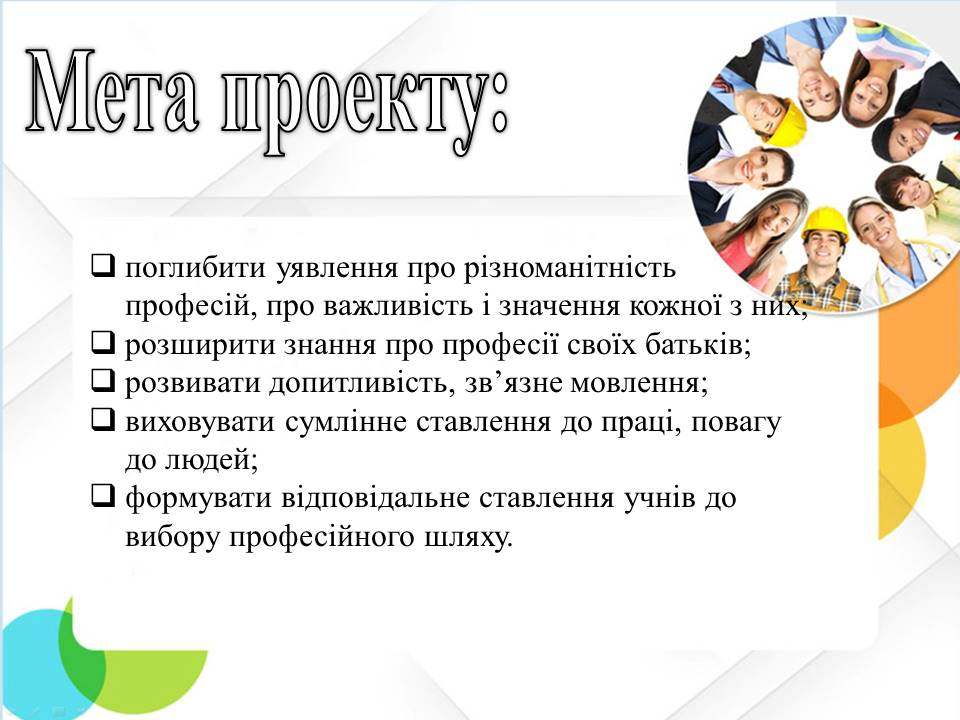 Мета проекту:
❑ поглибити уявлення про різноманітність
професій, про важливість і значення кожної з них;
❑ розширити знання про професії своїх батьків;
❑ розвивати допитливість, зв’язне мовлення;
❑ виховувати сумлінне ставлення до праці, повагу
до людей;
❑ формувати відповідальне ставлення учнів до
вибору професійного шляху.